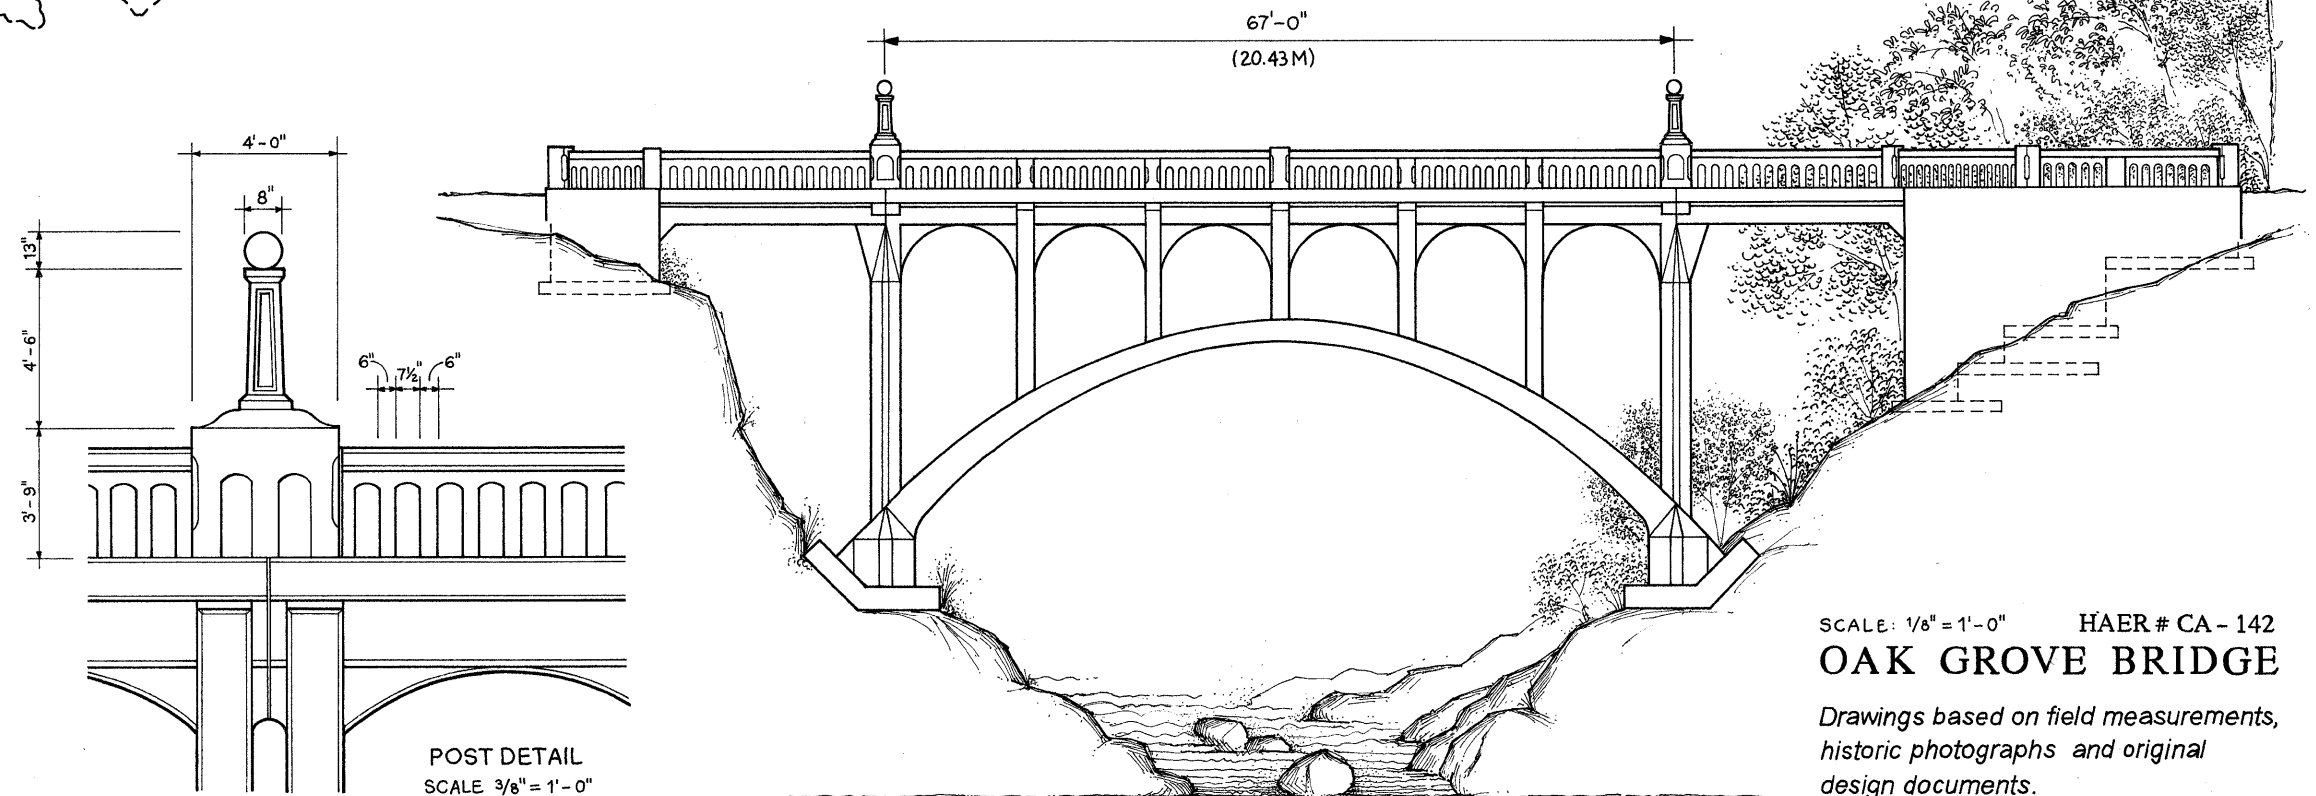 67'-0"
(20.43 M)
4'-0"
8"
13"
4'-6"
3'-9"
6" 7½" 6"
POST DETAIL
SCALE 3/8" = 1'-0"
SCALE: 1/8" = 1'-0" HAER # CA - 142
OAK GROVE BRIDGE
Drawings based on field measurements,
historic photographs and original
design documents.